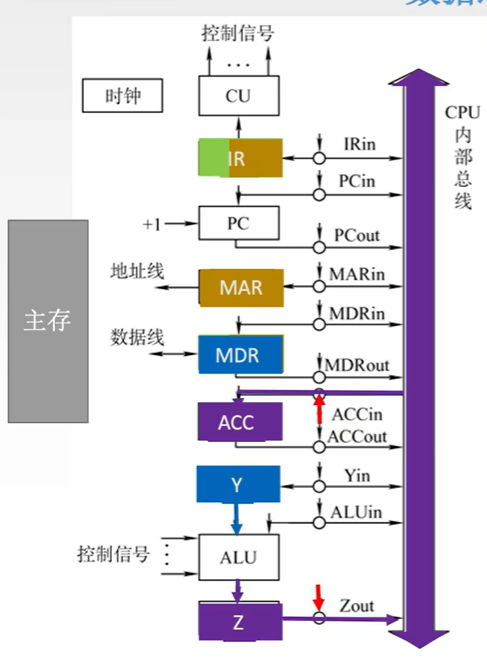 控制信号
...
时钟
CU
CPU
内
部
总
线
IR
IRin
PCin
+1
PC
PCout
地址线
MAR
MARin
MDRin
主存
数据线
MDR
MDRout
ACC
ACCin
ACCout
Y
Yin
ALUin
控制信号
ALU
Z
Zout